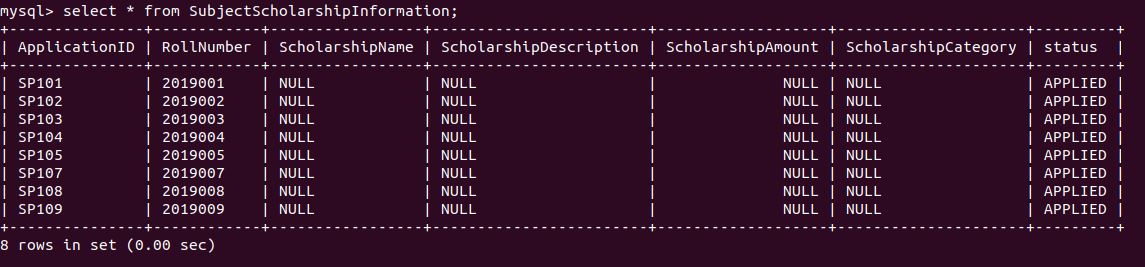 mysql> select * from SubjectScholarshipInformation;
+---------------+------------+-----------------+------------------------+-------------------+---------------------+---------+
| ApplicationID | RollNumber | ScholarshipName | ScholarshipDescription | ScholarshipAmount | ScholarshipCategory | status  |
+---------------+------------+-----------------+------------------------+-------------------+---------------------+---------+
| SP101         | 2019001    | NULL            | NULL                   |              NULL | NULL                | APPLIED |
| SP102         | 2019002    | NULL            | NULL                   |              NULL | NULL                | APPLIED |
| SP103         | 2019003    | NULL            | NULL                   |              NULL | NULL                | APPLIED |
| SP104         | 2019004    | NULL            | NULL                   |              NULL | NULL                | APPLIED |
| SP105         | 2019005    | NULL            | NULL                   |              NULL | NULL                | APPLIED |
| SP107         | 2019007    | NULL            | NULL                   |              NULL | NULL                | APPLIED |
| SP108         | 2019008    | NULL            | NULL                   |              NULL | NULL                | APPLIED |
| SP109         | 2019009    | NULL            | NULL                   |              NULL | NULL                | APPLIED |
+---------------+------------+-----------------+------------------------+-------------------+---------------------+---------+
8 rows in set (0.00 sec)